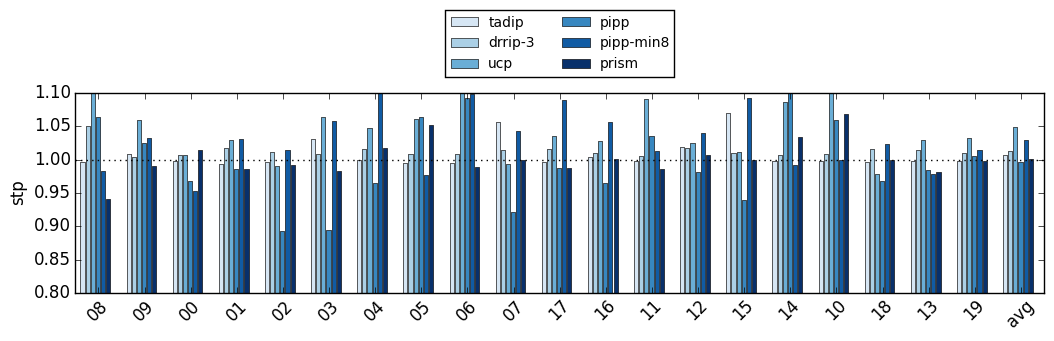 tadip
drrip-3
ucp
pipp
pipp-min8
prism
stp
1.10
1.05
1.00
0.95
0.90
0.85
0.80
08 09 00 01 02 03 04 05 06 07 17 16 11 12 15 14 10 18 13 19 avg